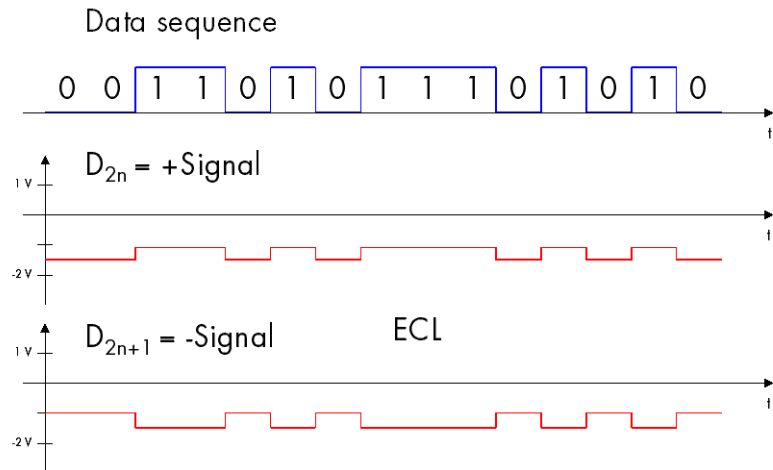 Data sequence
0 0 1 1 0 1 0 1 1 1 0 1 0 1 0
t
D2n = +Signal
1 V
t
-2 V
D2n+1 = -Signal ECL
1 V
t
-2 V